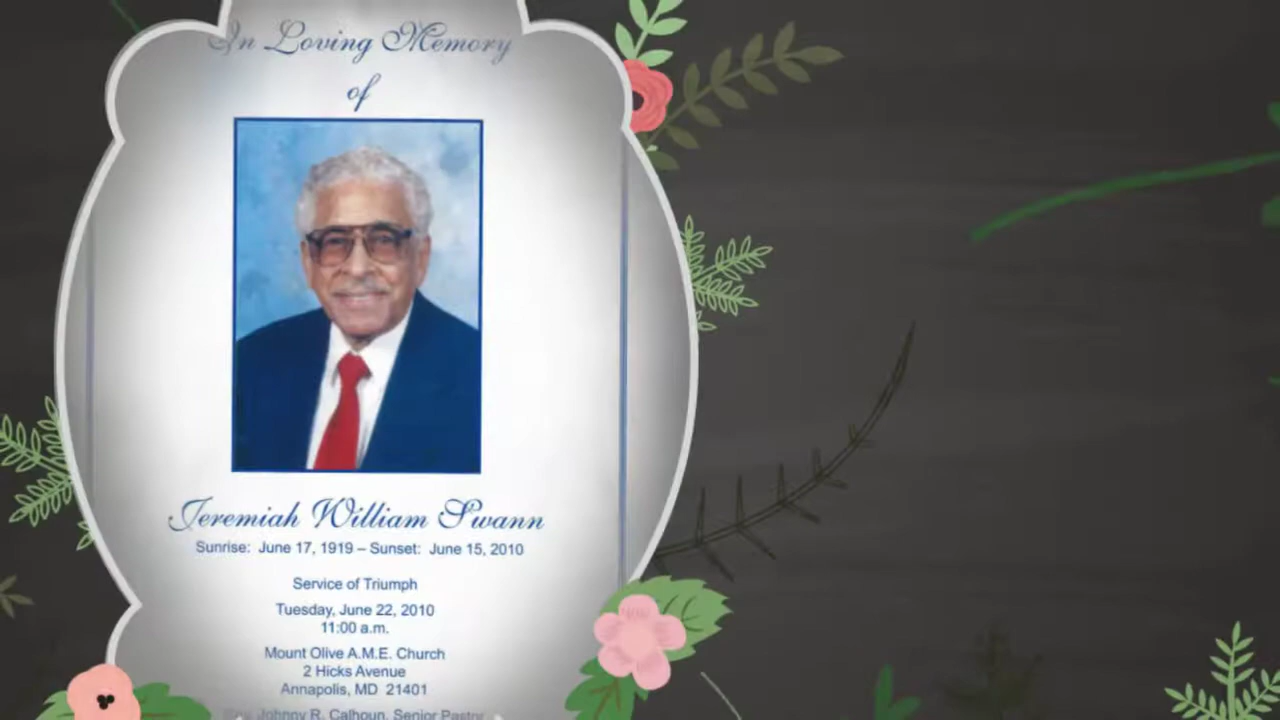 In Loving Memory
of
Jeremiah William Swann
Sunrise: June 17, 1919 – Sunset: June 15, 2010
Service of Triumph
Tuesday, June 22, 2010
11:00 a.m.
Mount Olive A.M.E. Church
2 Hicks Avenue
Annapolis, MD 21401
Johnny R. Calhoun, Senior Pastor